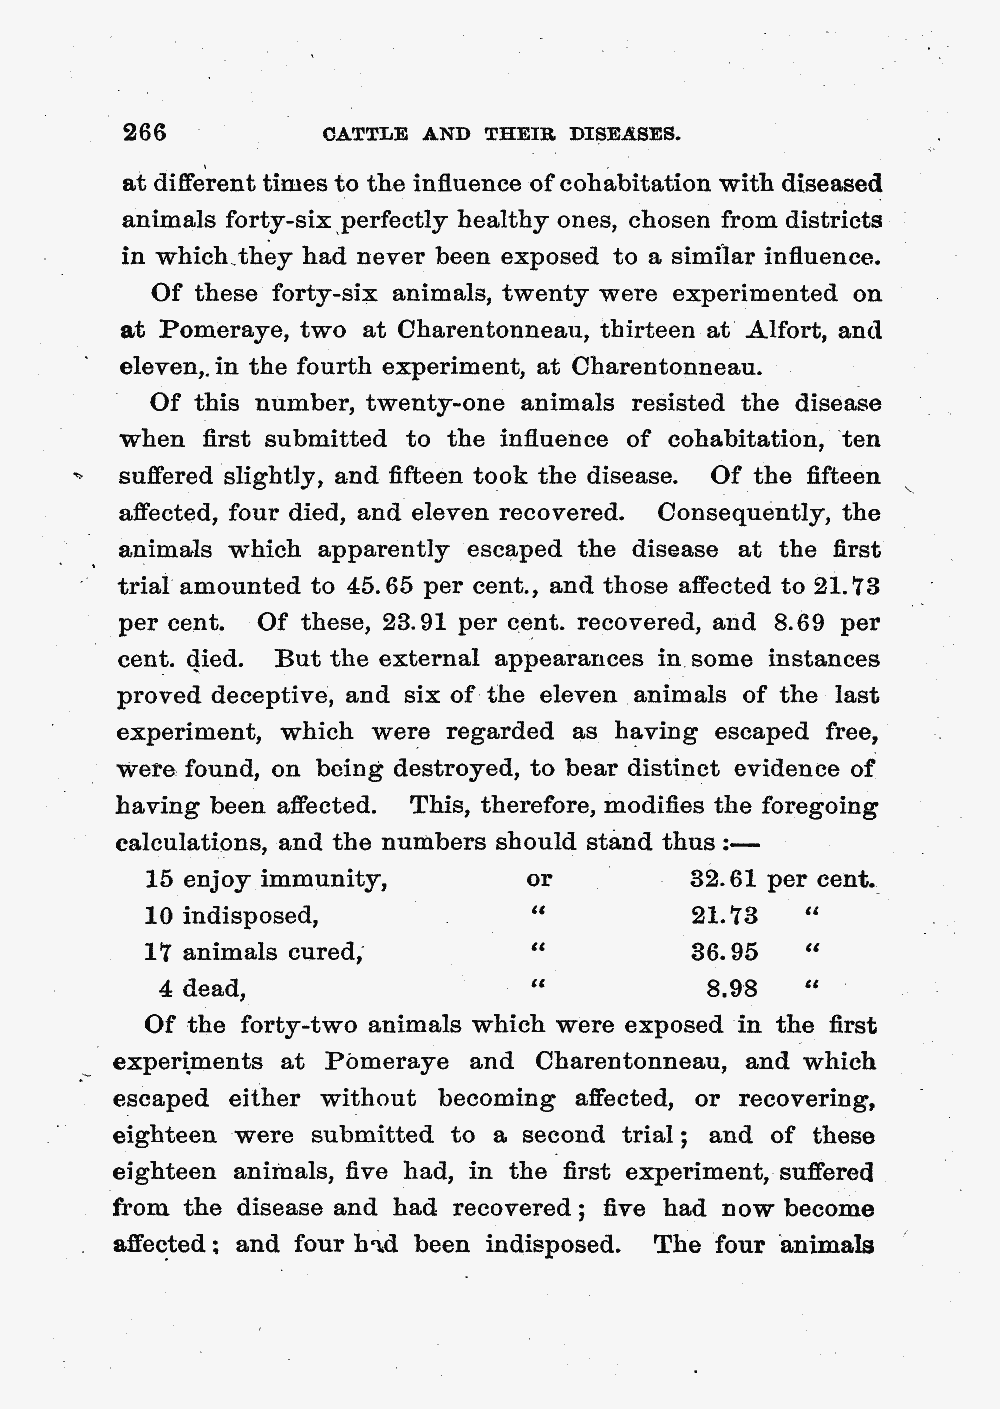 266 CATTLE AND THEIR DISEASES.
at different times to the influence of cohabitation with diseased
animals forty-six perfectly healthy ones, chosen from districts
in which they had never been exposed to a similar influence.
Of these forty-six animals, twenty were experimented on
at Pomeraye, two at Charentonneau, thirteen at Alfort, and
eleven, in the fourth experiment, at Charentonneau.
Of this number, twenty-one animals resisted the disease
when first submitted to the influence of cohabitation, ten
suffered slightly, and fifteen took the disease. Of the fifteen
affected, four died, and eleven recovered. Consequently, the
animals which apparently escaped the disease at the first
trial amounted to 45.65 per cent., and those affected to 21.73
per cent. Of these, 23.91 per cent. recovered, and 8.69 per
cent. died. But the external appearances in some instances
proved deceptive, and six of the eleven animals of the last
experiment, which were regarded as having escaped free,
were found, on being destroyed, to bear distinct evidence of
having been affected. This, therefore, modifies the foregoing
calculations, and the numbers should stand thus :—
15 enjoy immunity, or 32.61 per cent.
10 indisposed, “ 21.73 “
17 animals cured, “ 36.95 “
4 dead, “ 8.98 “
Of the forty-two animals which were exposed in the first
experiments at Pomeraye and Charentonneau, and which
escaped either without becoming affected, or recovering,
eighteen were submitted to a second trial; and of these
eighteen animals, five had, in the first experiment, suffered
from the disease and had recovered; five had now become
affected; and four had been indisposed. The four animals